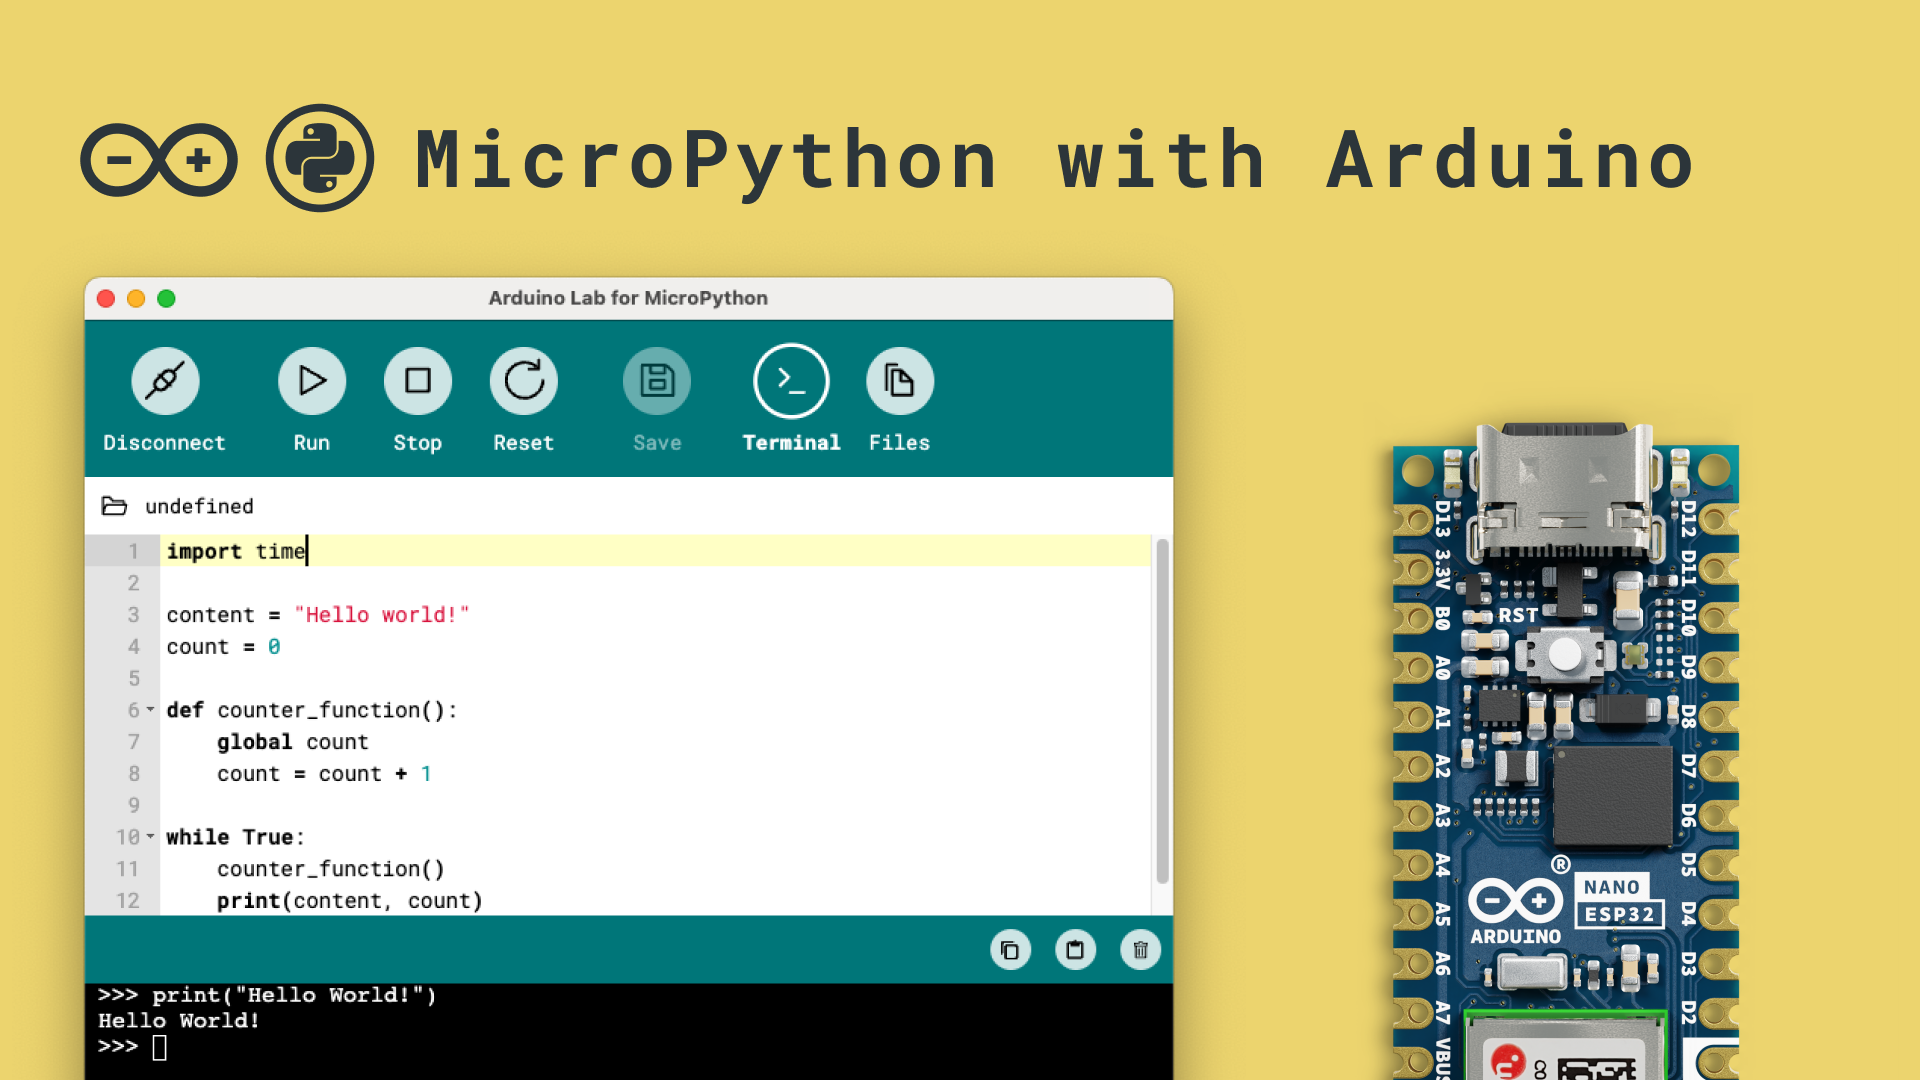 MicroPython with Arduino
Arduino Lab for MicroPython
Disconnect Run Stop Reset Save Terminal Files
undefined
1 import time
2
3 content = "Hello world!"
4 count = 0
5
6 def counter_function():
7     global count
8     count = count + 1
9
10 while True:
11     counter_function()
12     print(content, count)
>>> print("Hello World!")
Hello World!
>>>
D13
3.3V
B0
A0
A1
A2
A3
A4
A5
A6
A7
VBUS
RST
®
ARDUINO
NANO
ESP32
D12
D11
D10
D9
D8
D7
D6
D5
D4
D3
D2